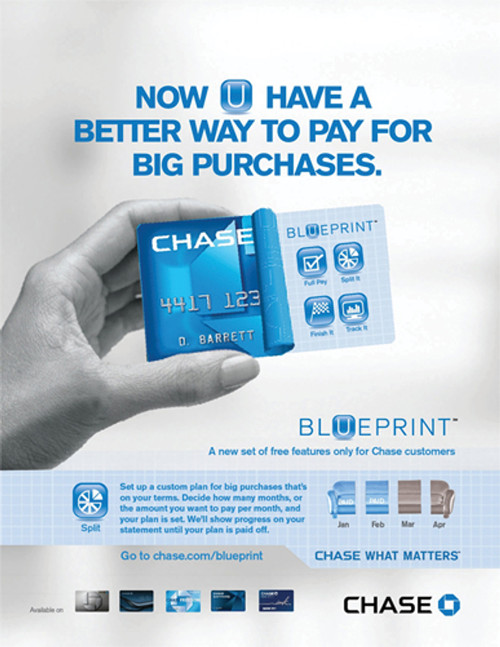 NOW U HAVE A
BETTER WAY TO PAY FOR
BIG PURCHASES.
CHASE
4417 123
D. BARRETT
BLUEPRINT™
Full Pay
Split It
Finish It
Track It
BLUEPRINT™
A new set of free features only for Chase customers
Split
Set up a custom plan for big purchases that's
on your terms. Decide how many months, or
the amount you want to pay per month, and
your plan is set. We'll show progress on your
statement until your plan is paid off.
PAID
PAID
Jan
Feb
Mar
Apr
Go to chase.com/blueprint
CHASE WHAT MATTERS
Available on
CHASE